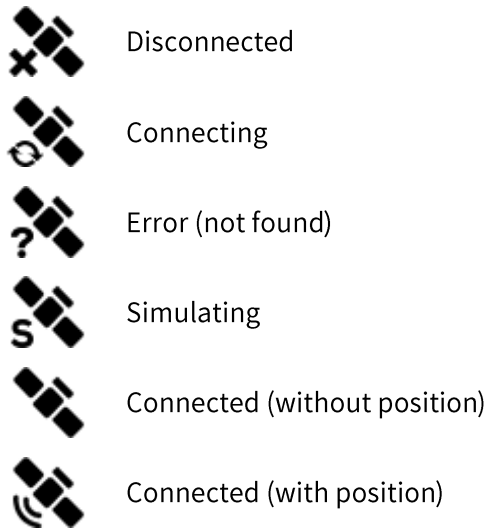 Disconnected
Connecting
? Error (not found)
S Simulating
Connected (without position)
Connected (with position)